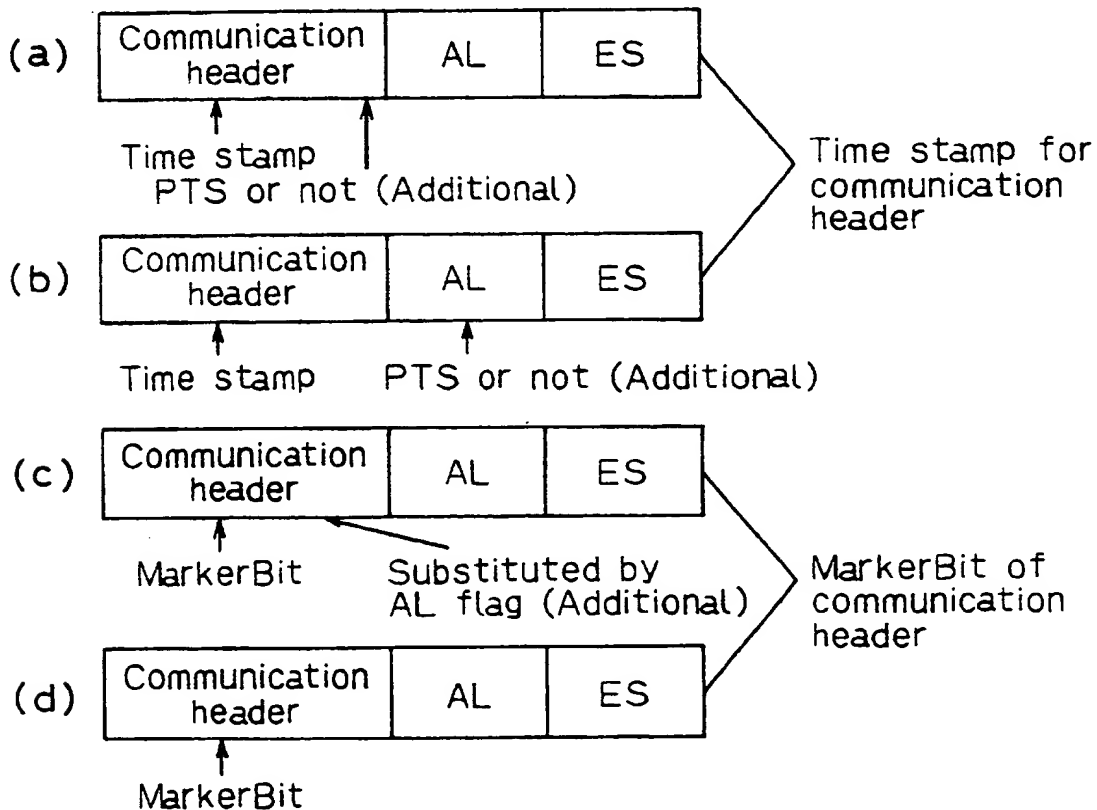 (a)
Communication
header
AL
ES
Time stamp
PTS or not (Additional)
Time stamp for
communication
header
(b)
Communication
header
AL
ES
Time stamp
PTS or not (Additional)
(c)
Communication
header
AL
ES
MarkerBit
Substituted by
AL flag (Additional)
MarkerBit of
communication
header
(d)
Communication
header
AL
ES
MarkerBit